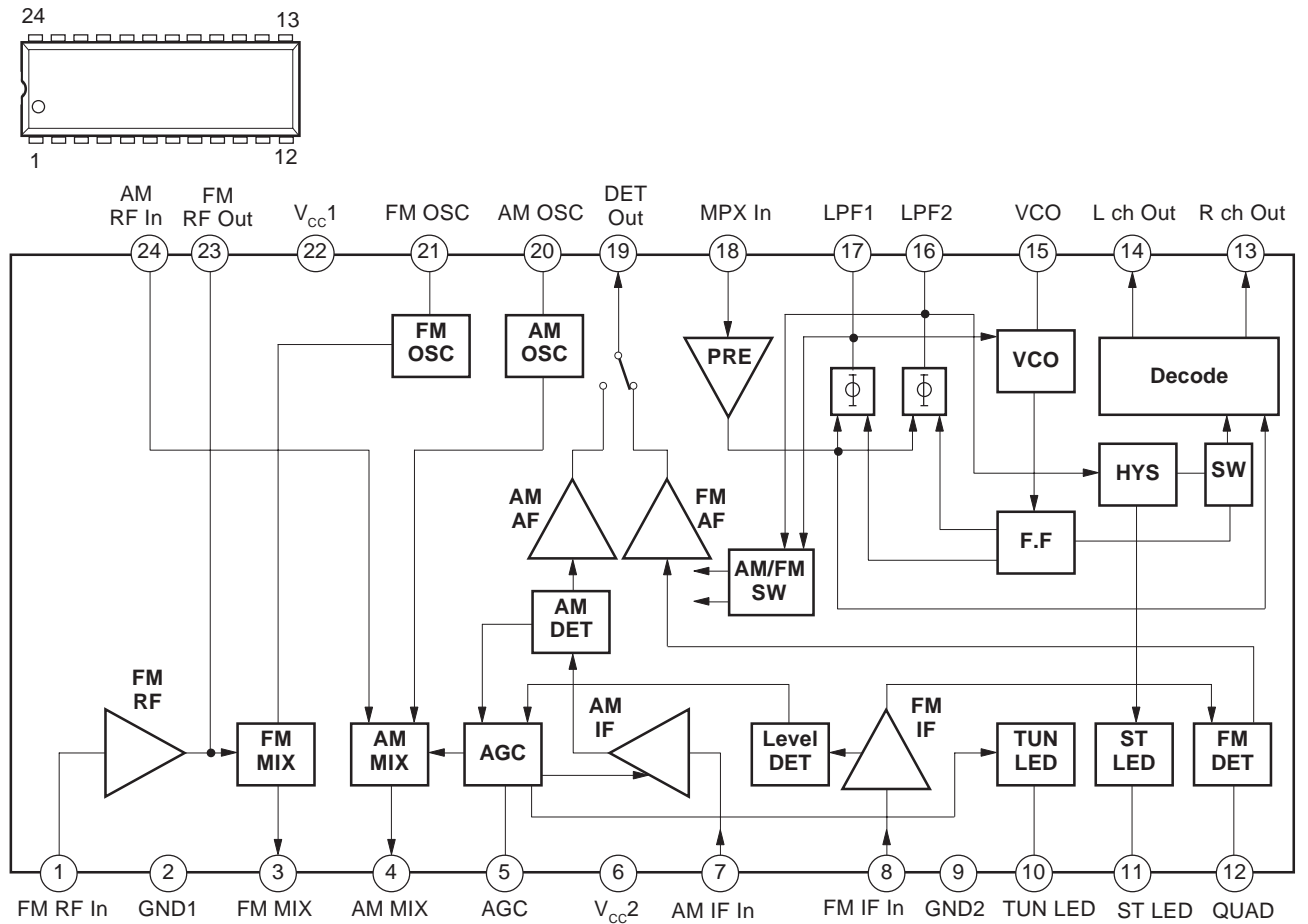 24 13
1 12
AM RF In
FM RF Out
V_CC1
FM OSC
AM OSC
DET Out
MPX In
LPF1
LPF2
VCO
L ch Out
R ch Out
24 23 22 21 20 19 18 17 16 15 14 13
FM OSC
AM OSC
PRE
VCO
Decode
HYS
SW
AM AF
FM AF
F.F
AM/FM SW
AM DET
FM RF
AM IF
FM IF
FM MIX
AM MIX
AGC
Level DET
TUN LED
ST LED
FM DET
1 2 3 4 5 6 7 8 9 10 11 12
FM RF In
GND1
FM MIX
AM MIX
AGC
V_CC2
AM IF In
FM IF In
GND2
TUN LED
ST LED
QUAD